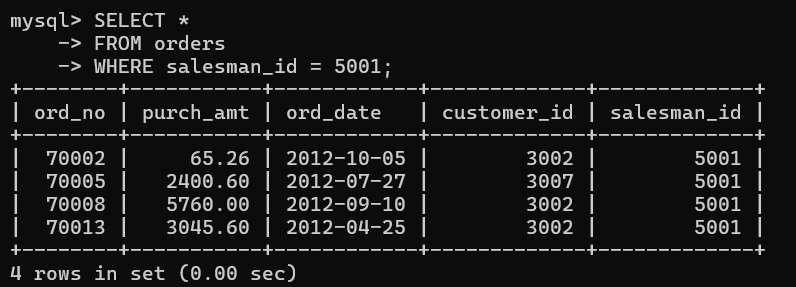 mysql> SELECT *
    -> FROM orders
    -> WHERE salesman_id = 5001;
+--------+-----------+------------+-------------+-------------+
| ord_no | purch_amt | ord_date   | customer_id | salesman_id |
+--------+-----------+------------+-------------+-------------+
|  70002 |     65.26 | 2012-10-05 |        3002 |        5001 |
|  70005 |   2400.60 | 2012-07-27 |        3007 |        5001 |
|  70008 |   5760.00 | 2012-09-10 |        3002 |        5001 |
|  70013 |   3045.60 | 2012-04-25 |        3002 |        5001 |
+--------+-----------+------------+-------------+-------------+
4 rows in set (0.00 sec)